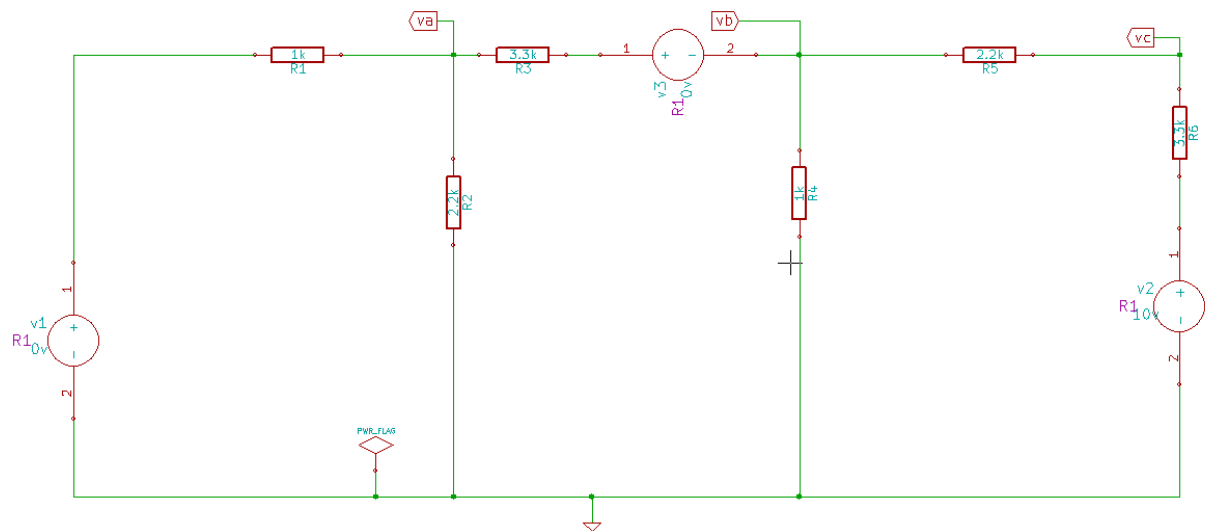 va
vb
vc
1k
R1
3.3k
R3
1
+
-
2
v3
0v
R1
2.2k
R5
3.3k
R6
2.2k
R2
1k
R4
1
v1
+
-
R1
0v
2
1
v2
+
-
R1
10v
2
PWR_FLAG